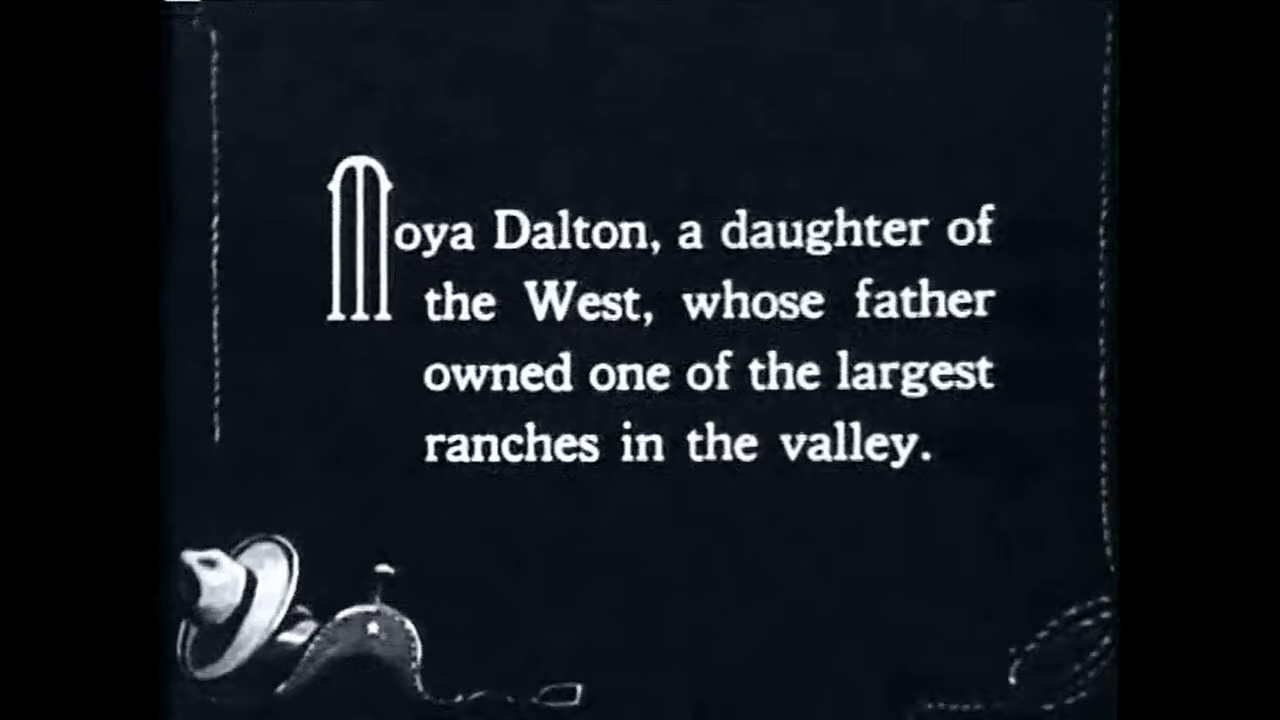 Moya Dalton, a daughter of
the West, whose father
owned one of the largest
ranches in the valley.